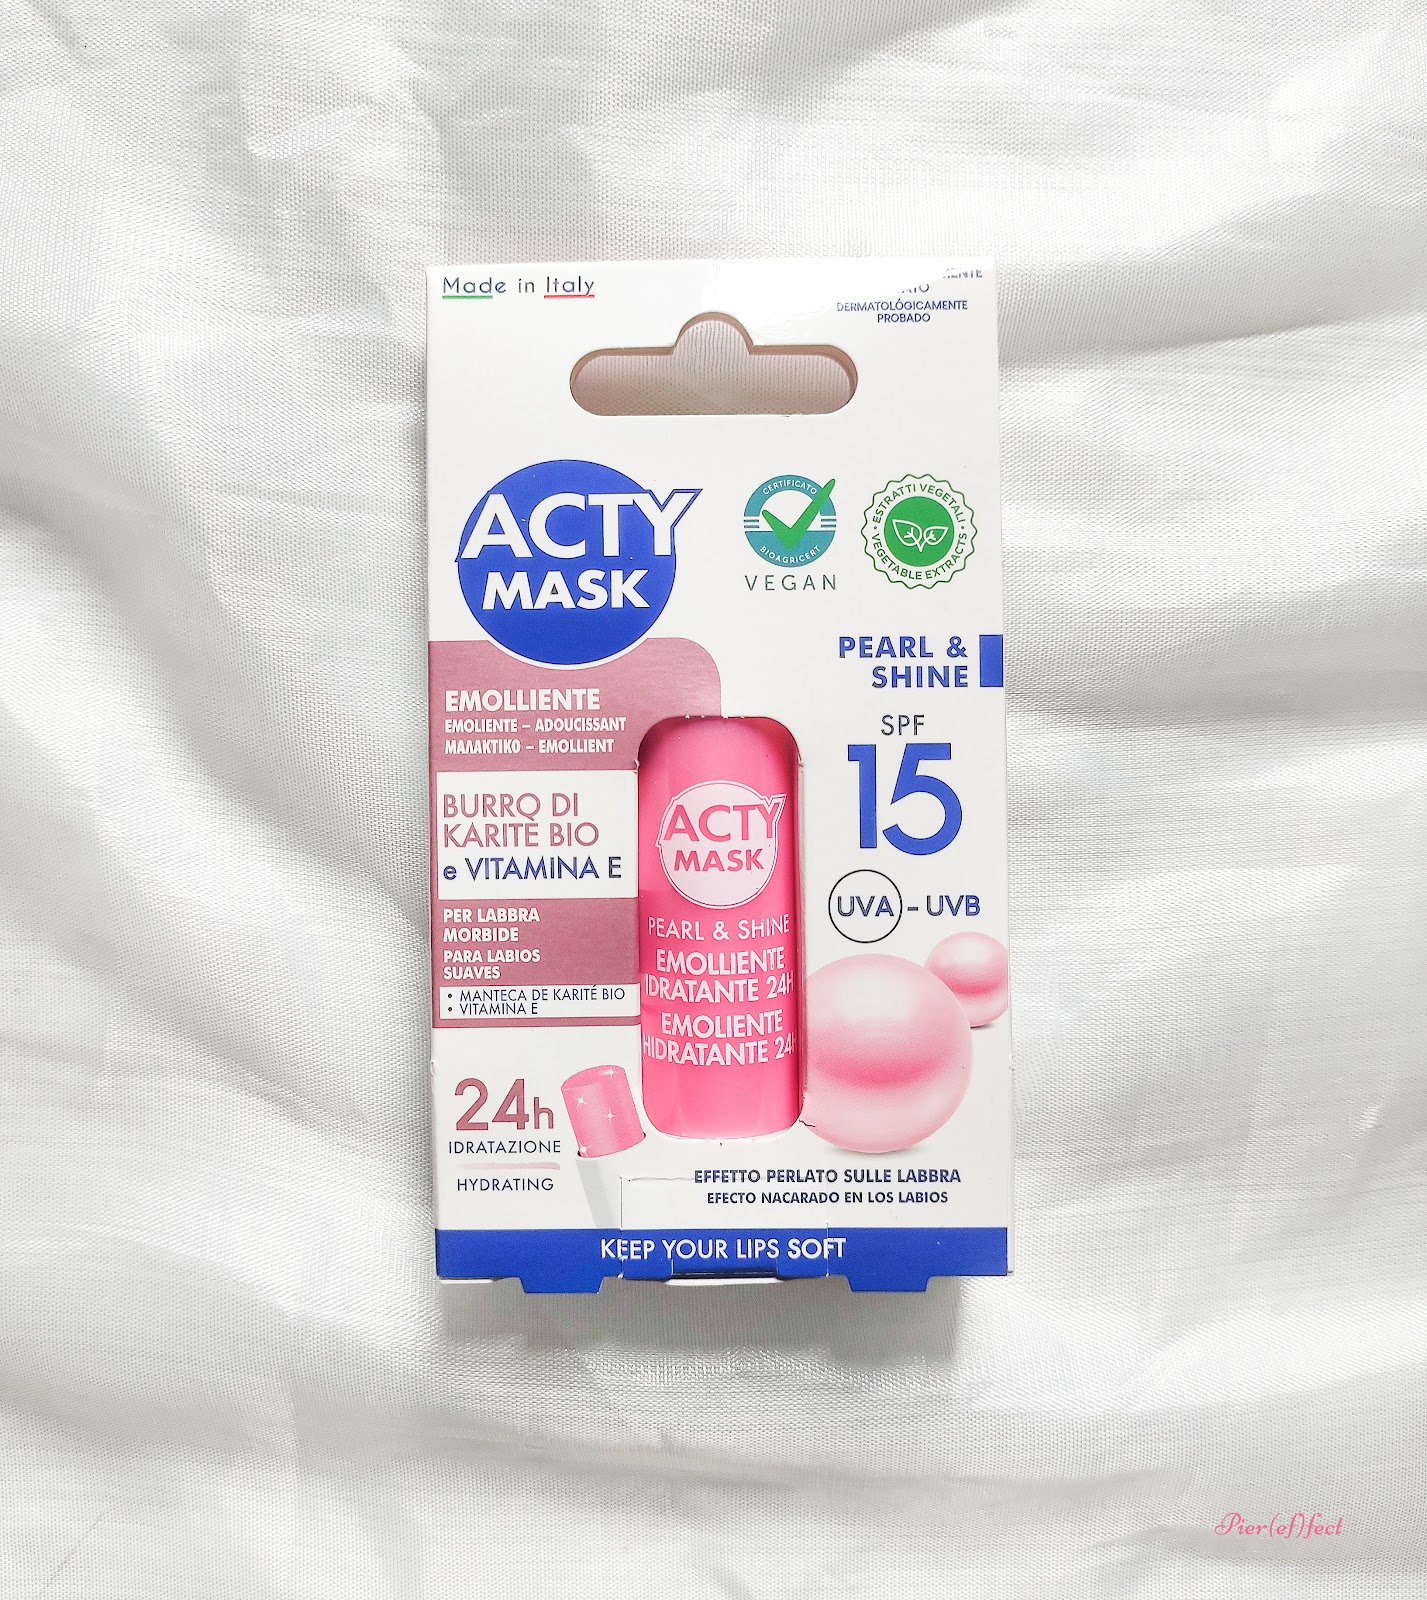 Made in Italy
DERMATOLÓGICAMENTE
PROBADO
ACTY
MASK
CERTIFICATO
BIOAGRICERT
VEGAN
ESTRATTI VEGETALI
VEGETABLE EXTRACTS
PEARL &
SHINE
EMOLLIENTE
EMOLIENTE – ADOUCISSANT
ΜΑΛΑΚΤΙΚΟ – EMOLLIENT
SPF
15
BURRO DI
KARITÈ BIO
e VITAMINA E
UVA - UVB
PER LABBRA
MORBIDE
PARA LABIOS
SUAVES
• MANTECA DE KARITÉ BIO
• VITAMINA E
ACTY
MASK
PEARL & SHINE
EMOLLIENTE
IDRATANTE 24H
EMOLIENTE
HIDRATANTE 24H
24h
IDRATAZIONE
HYDRATING
EFFETTO PERLATO SULLE LABBRA
EFECTO NACARADO EN LOS LABIOS
KEEP YOUR LIPS SOFT
Pier(ef)fect